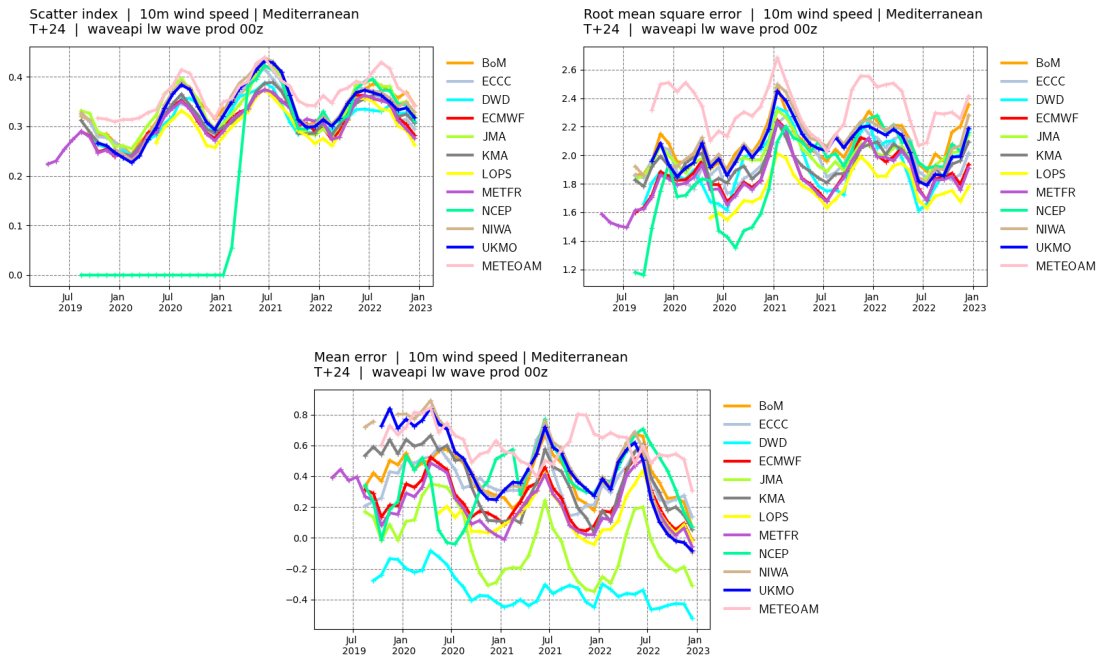 Scatter index | 10m wind speed | Mediterranean
T+24 | waveapi lw wave prod 00z
0.4
0.3
0.2
0.1
0.0
Jul
2019
Jan
2020
Jul
2020
Jan
2021
Jul
2021
Jan
2022
Jul
2022
Jan
2023
BoM
ECCC
DWD
ECMWF
JMA
KMA
LOPS
METFR
NCEP
NIWA
UKMO
METEOAM
Root mean square error | 10m wind speed | Mediterranean
T+24 | waveapi lw wave prod 00z
2.6
2.4
2.2
2.0
1.8
1.6
1.4
1.2
Jul
2019
Jan
2020
Jul
2020
Jan
2021
Jul
2021
Jan
2022
Jul
2022
Jan
2023
BoM
ECCC
DWD
ECMWF
JMA
KMA
LOPS
METFR
NCEP
NIWA
UKMO
METEOAM
Mean error | 10m wind speed | Mediterranean
T+24 | waveapi lw wave prod 00z
0.8
0.6
0.4
0.2
0.0
−0.2
−0.4
Jul
2019
Jan
2020
Jul
2020
Jan
2021
Jul
2021
Jan
2022
Jul
2022
Jan
2023
BoM
ECCC
DWD
ECMWF
JMA
KMA
LOPS
METFR
NCEP
NIWA
UKMO
METEOAM